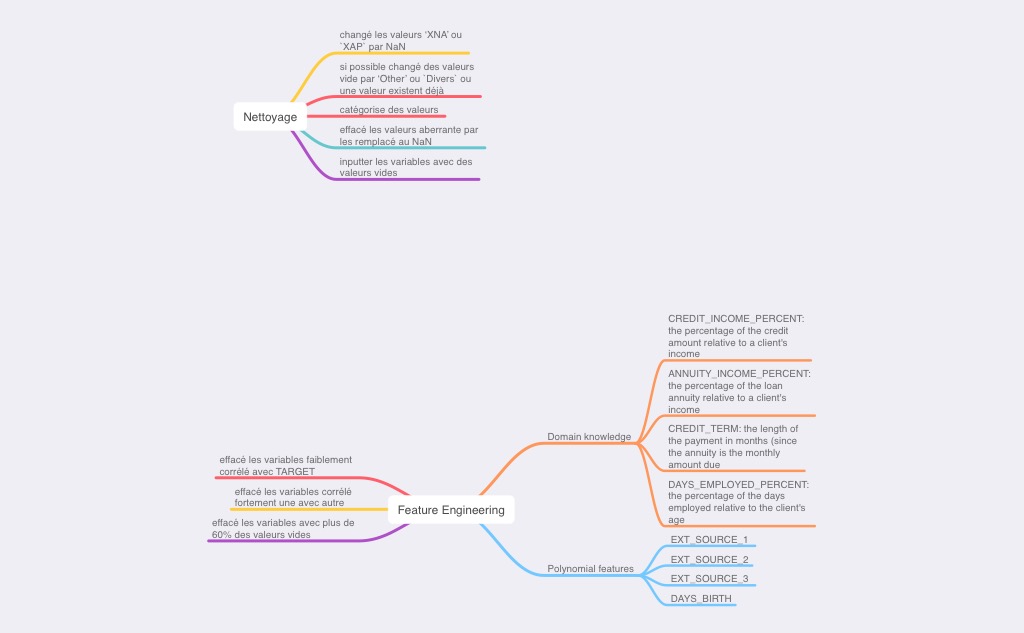 changé les valeurs ‘XNA’ ou
`XAP` par NaN
si possible changé des valeurs
vide par ‘Other’ ou `Divers` ou
une valeur existent déjà
catégorise des valeurs
Nettoyage
effacé les valeurs aberrante par
les remplacé au NaN
inputter les variables avec des
valeurs vides
CREDIT_INCOME_PERCENT:
the percentage of the credit
amount relative to a client's
income
ANNUITY_INCOME_PERCENT:
the percentage of the loan
annuity relative to a client's
income
Domain knowledge
CREDIT_TERM: the length of
the payment in months (since
the annuity is the monthly
amount due
DAYS_EMPLOYED_PERCENT:
the percentage of the days
employed relative to the client's
age
effacé les variables faiblement
corrélé avec TARGET
effacé les variables corrélé
fortement une avec autre
effacé les variables avec plus de
60% des valeurs vides
Feature Engineering
Polynomial features
EXT_SOURCE_1
EXT_SOURCE_2
EXT_SOURCE_3
DAYS_BIRTH